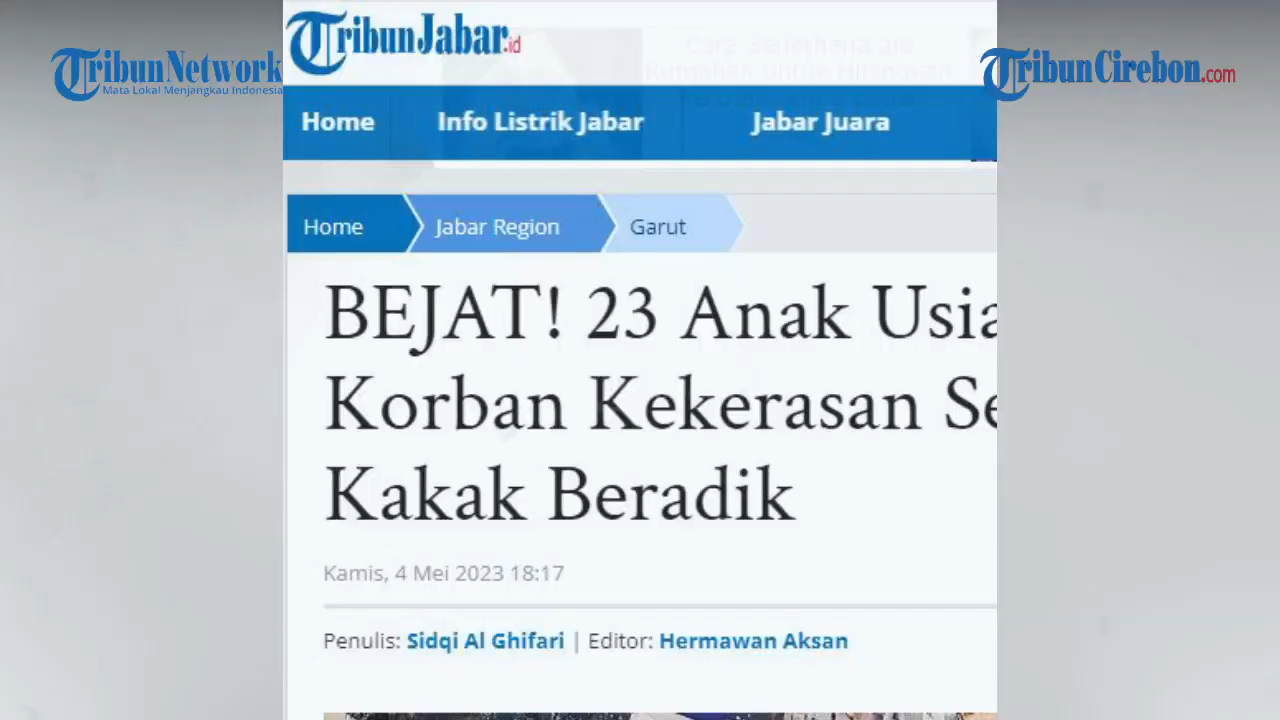 TribunJabar.id
TribunNetwork
Mata Lokal Menjangkau Indonesia
TribunCirebon.com
Home Info Listrik Jabar Jabar Juara
Home Jabar Region Garut
BEJAT! 23 Anak Usia
Korban Kekerasan Se
Kakak Beradik
Kamis, 4 Mei 2023 18:17
Penulis: Sidqi Al Ghifari | Editor: Hermawan Aksan